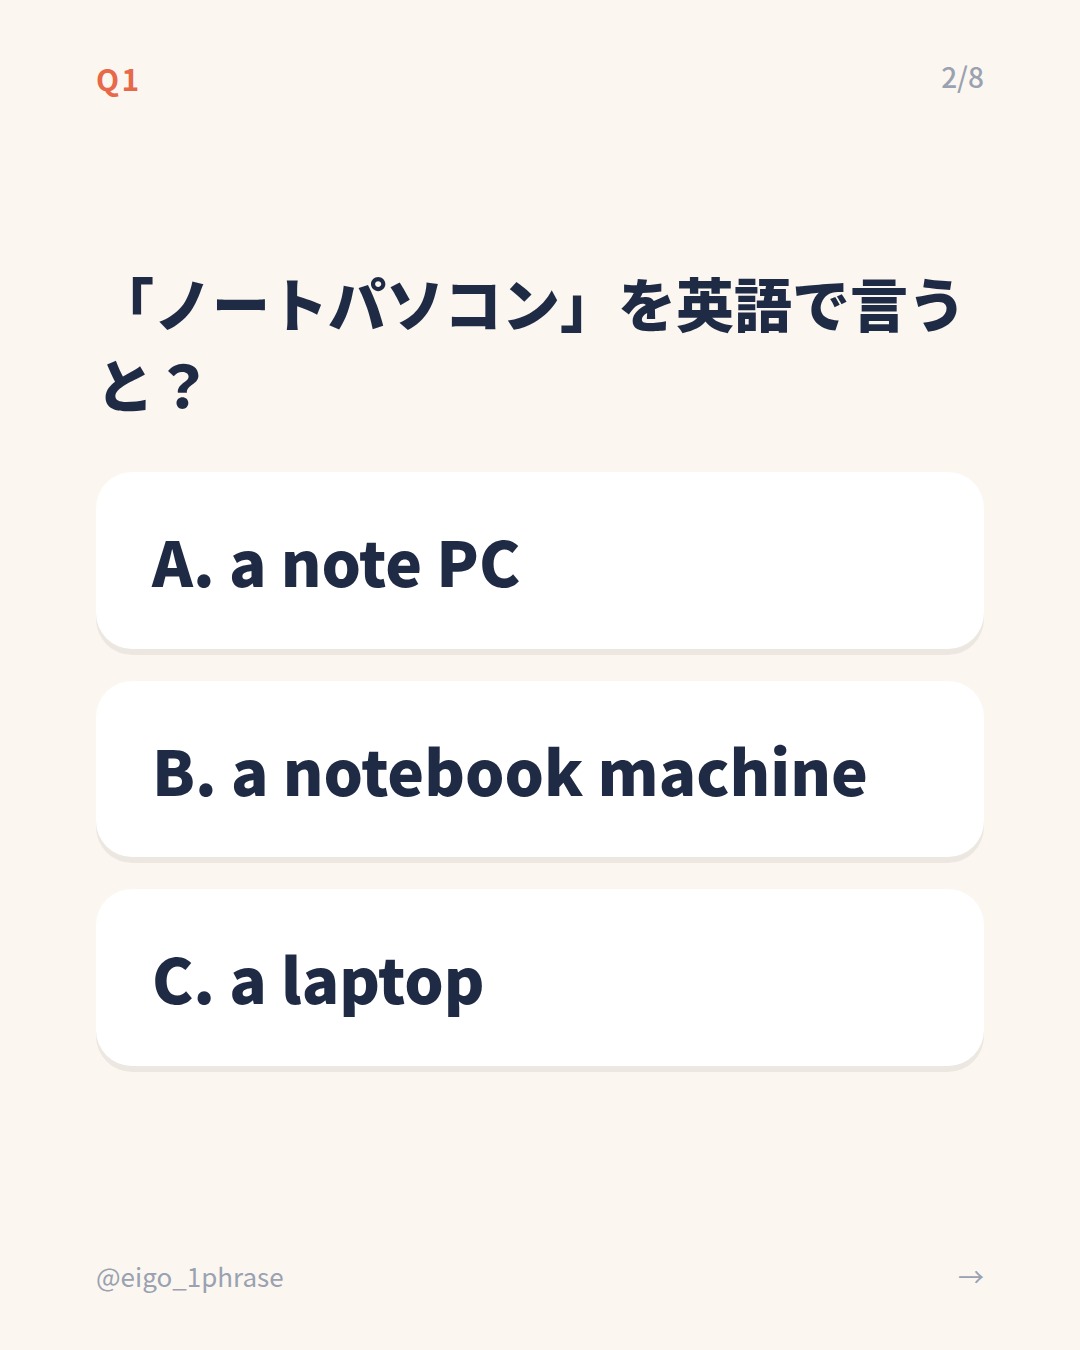 Q1
2/8
「ノートパソコン」を英語で言う
と？
A. a note PC
B. a notebook machine
C. a laptop
@eigo_1phrase
→